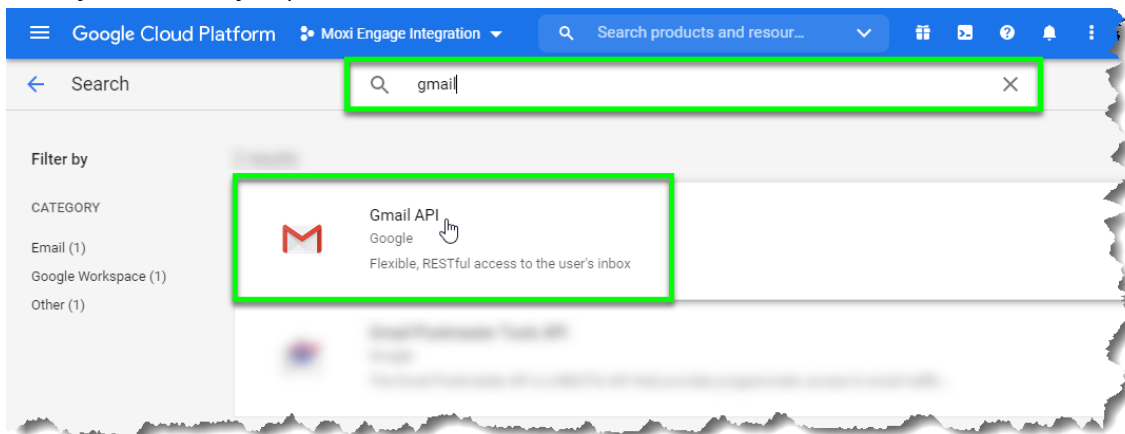 Google Cloud Platform Moxi Engage Integration Search products and resour...
Search gmail
Filter by
CATEGORY
Email (1)
Google Workspace (1)
Other (1)
Gmail API
Google
Flexible, RESTful access to the user's inbox